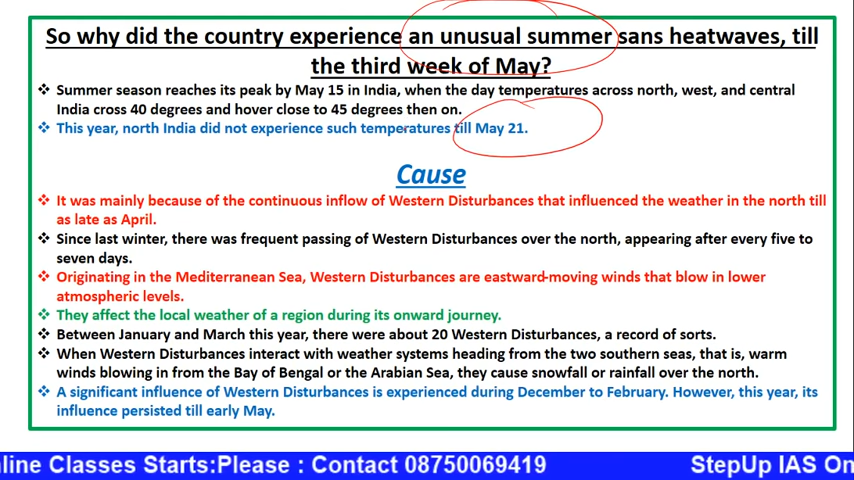 So why did the country experience an unusual summer sans heatwaves, till
the third week of May?
❖ Summer season reaches its peak by May 15 in India, when the day temperatures across north, west, and central
India cross 40 degrees and hover close to 45 degrees then on.
❖ This year, north India did not experience such temperatures till May 21.
Cause
❖ It was mainly because of the continuous inflow of Western Disturbances that influenced the weather in the north till
as late as April.
❖ Since last winter, there was frequent passing of Western Disturbances over the north, appearing after every five to
seven days.
❖ Originating in the Mediterranean Sea, Western Disturbances are eastward-moving winds that blow in lower
atmospheric levels.
❖ They affect the local weather of a region during its onward journey.
❖ Between January and March this year, there were about 20 Western Disturbances, a record of sorts.
❖ When Western Disturbances interact with weather systems heading from the two southern seas, that is, warm
winds blowing in from the Bay of Bengal or the Arabian Sea, they cause snowfall or rainfall over the north.
❖ A significant influence of Western Disturbances is experienced during December to February. However, this year, its
influence persisted till early May.
line Classes Starts:Please : Contact 08750069419 StepUp IAS On